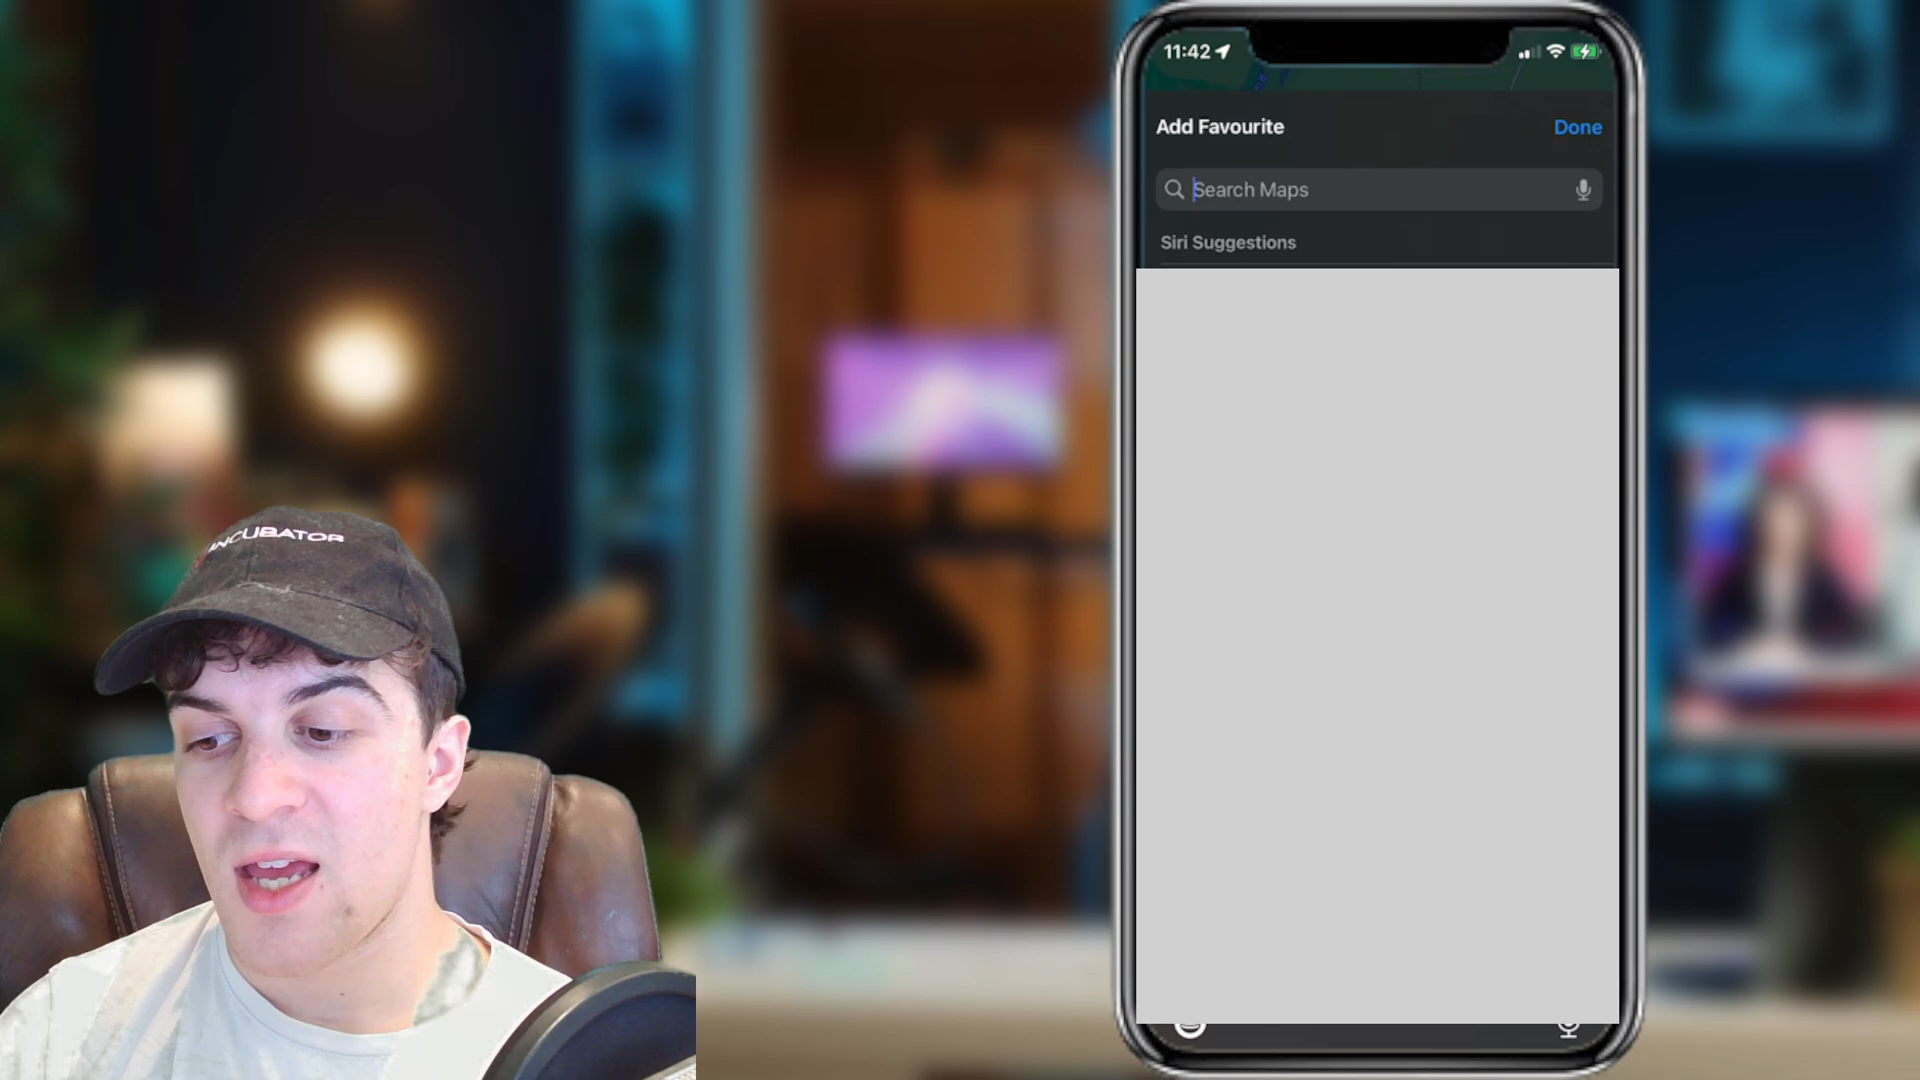 11:42
Add Favourite
Done
Search Maps
Siri Suggestions
INCUBATOR